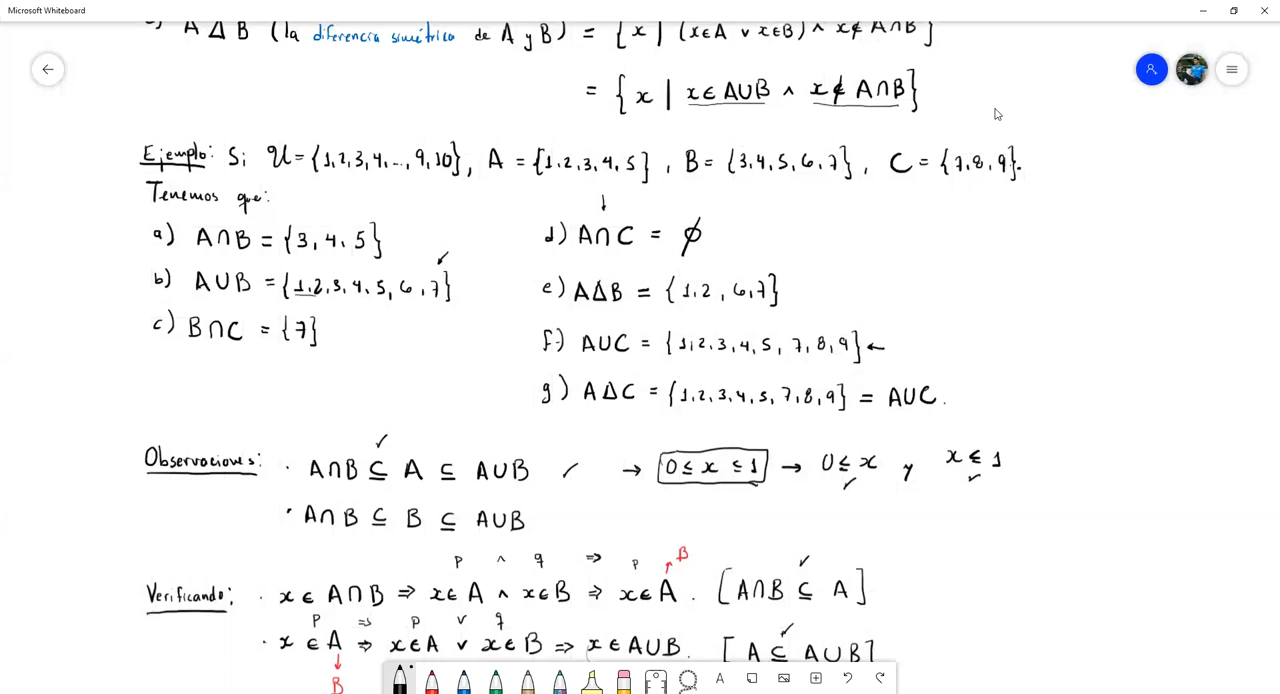 Microsoft Whiteboard
A Δ B (la diferencia simétrica de A y B) = {x | (x∈A ∨ x∈B) ∧ x∉A∩B}
= {x | x∈A∪B ∧ x∉A∩B}
Ejemplo: Si U={1,2,3,4,..,9,10}, A = {1,2,3,4,5}, B= {3,4,5,6,7}, C = {7,8,9}.
Tenemos que:
a) A∩B = {3,4,5}
b) A∪B = {1,2,3,4,5,6,7}
c) B∩C = {7}
d) A∩C = ∅
e) AΔB = {1,2,6,7}
f) A∪C = {1,2,3,4,5,7,8,9} ←
g) AΔC = {1,2,3,4,5,7,8,9} = A∪C.
Observaciones: · A∩B ⊆ A ⊆ A∪B ✓ → 0≤x≤1 → 0≤x y x≤1
· A∩B ⊆ B ⊆ A∪B
p ∧ q ⇒ p B
Verificando: · x∈A∩B ⇒ x∈A ∧ x∈B ⇒ x∈A. [A∩B ⊆ A]
p ⇒ p ∨ q
· x∈A ⇒ x∈A ∨ x∈B ⇒ x∈A∪B. [A ⊆ A∪B]
B
A